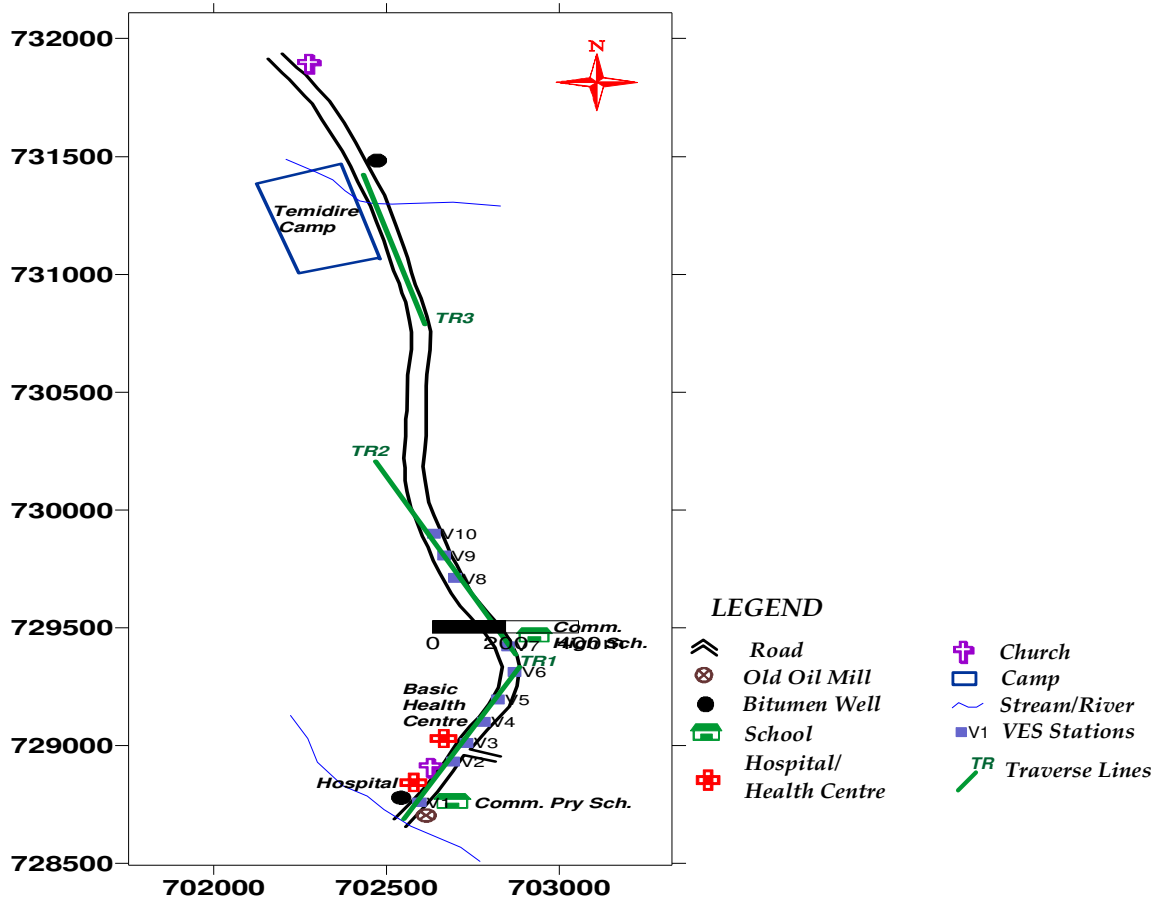 732000
N
731500
Temidire
Camp
731000
TR3
730500
TR2
730000
V10
V9
V8
729500
Comm.
High Sch.
0 200 400m
V7
TR1
V6
Basic
Health
Centre
V5
V4
V3
729000
V2
Hospital
V1
Comm. Pry Sch.
728500
702000 702500 703000
LEGEND
Road
Old Oil Mill
Bitumen Well
School
Hospital/
Health Centre
Church
Camp
Stream/River
V1 VES Stations
TR Traverse Lines